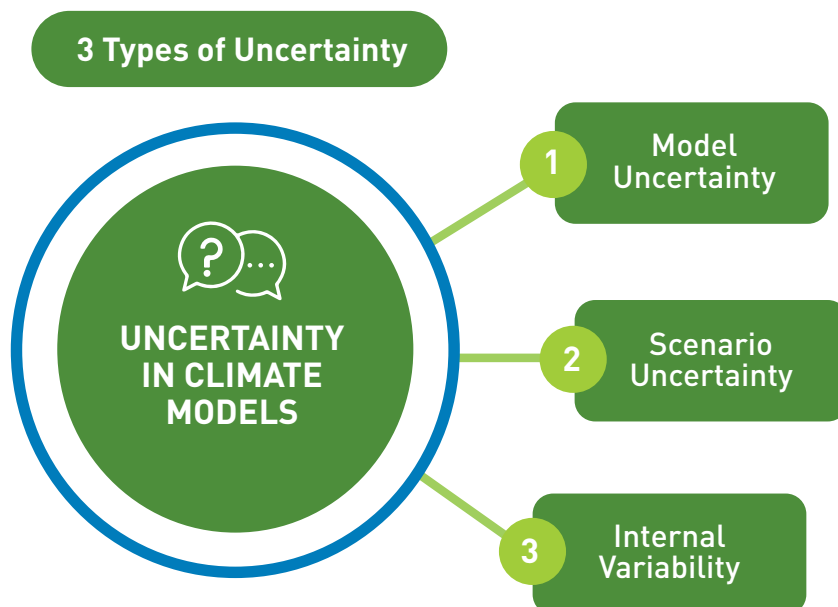 3 Types of Uncertainty
?
...
UNCERTAINTY
IN CLIMATE
MODELS
1
Model
Uncertainty
2
Scenario
Uncertainty
3
Internal
Variability